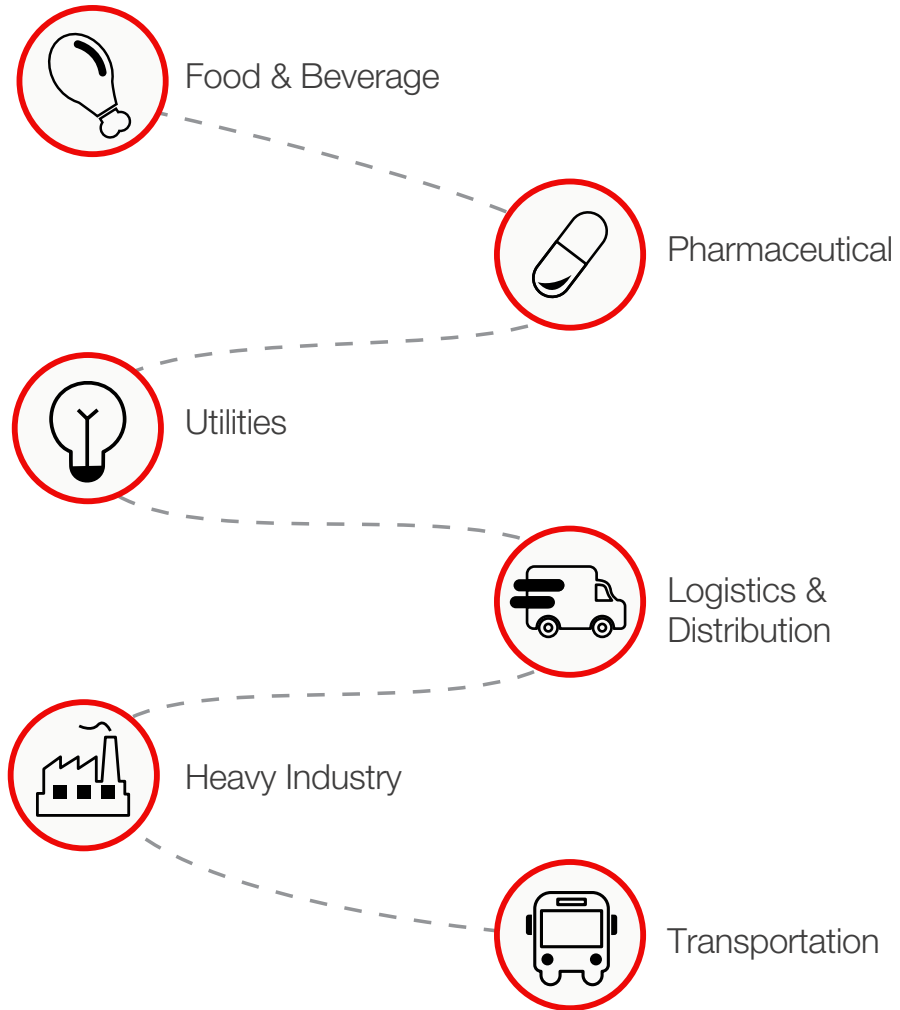 Food & Beverage
Pharmaceutical
Utilities
Logistics &
Distribution
Heavy Industry
Transportation